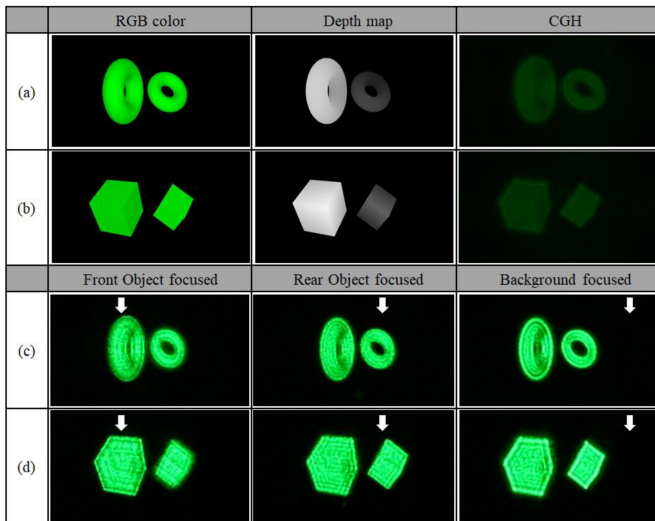 RGB color Depth map CGH
(a)
(b)
Front Object focused Rear Object focused Background focused
(c)
(d)